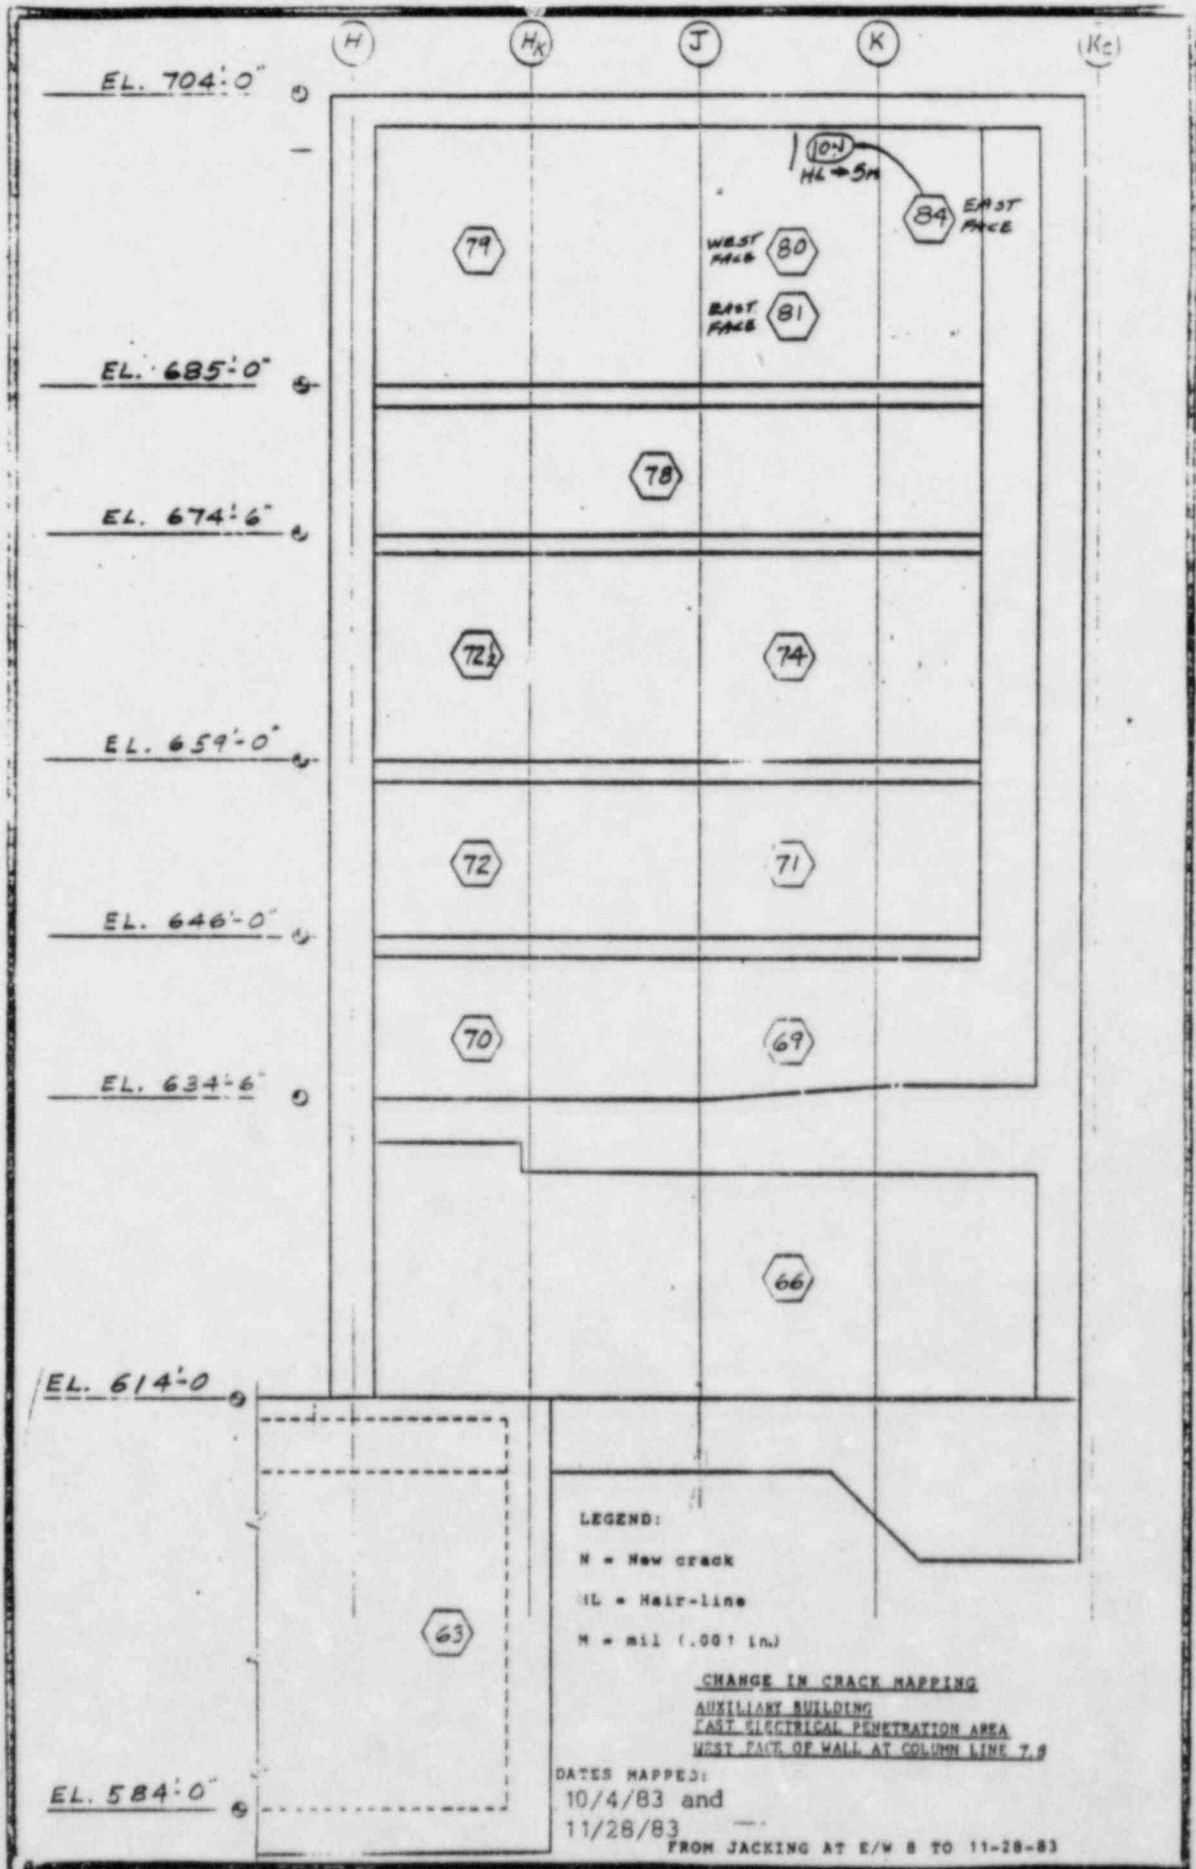 H HK J K KC
EL. 704'-0"
10-N
HL → 5M
84 EAST FACE
79
WEST FACE 80
EAST FACE 81
EL. 685'-0"
78
EL. 674'-6"
72½ 74
EL. 659'-0"
72 71
EL. 646'-0"
70 69
EL. 634'-6"
66
EL. 614'-0
63
LEGEND:
N = New crack
HL = Hair-line
M = mil (.001 in.)
CHANGE IN CRACK MAPPING
AUXILIARY BUILDING
EAST ELECTRICAL PENETRATION AREA
WEST FACE OF WALL AT COLUMN LINE 7.8
DATES MAPPED:
10/4/83 and
11/28/83
EL. 584'-0"
FROM JACKING AT E/W 8 TO 11-28-83